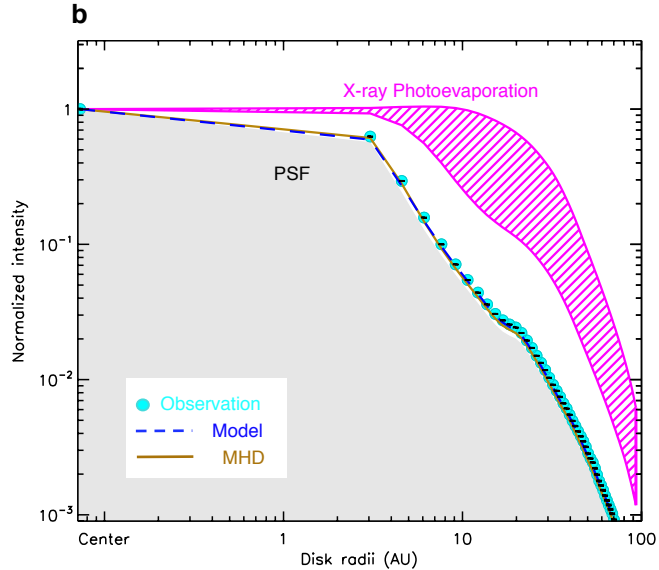 b
X-ray Photoevaporation
PSF
Normalized intensity
1
10⁻¹
10⁻²
10⁻³
Observation
Model
MHD
Center
1
10
100
Disk radii (AU)